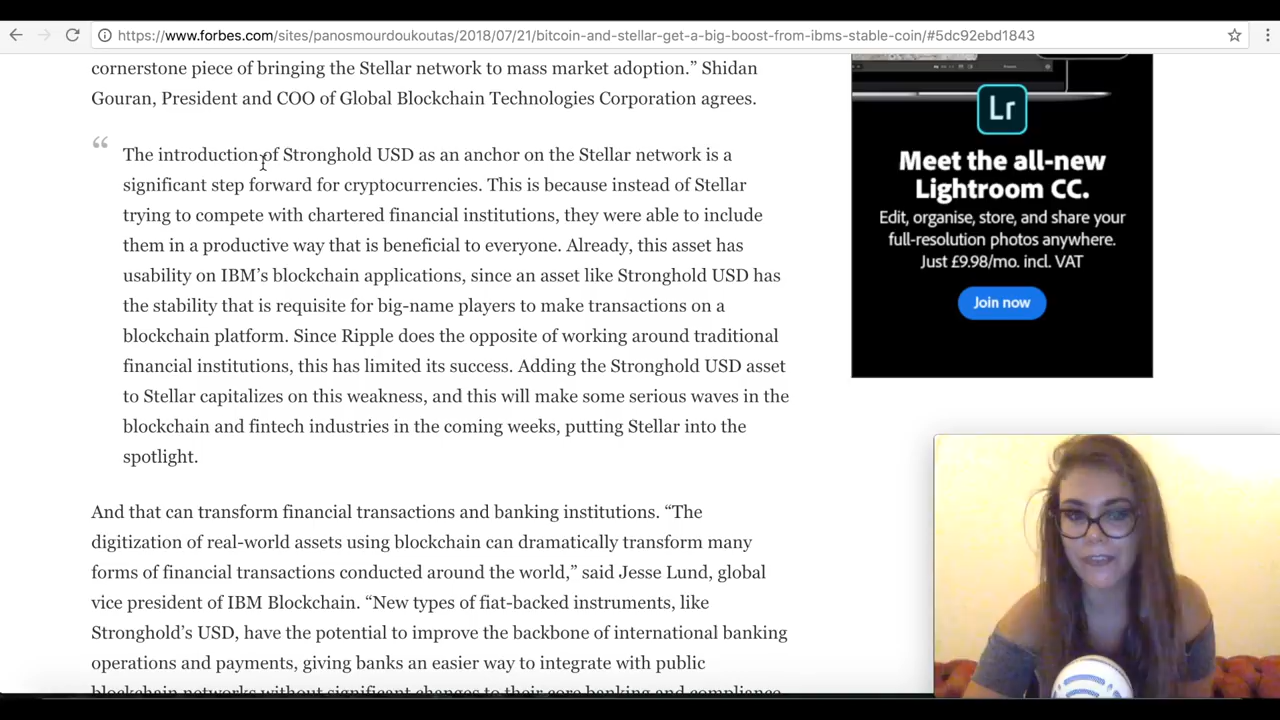 https://www.forbes.com/sites/panosmourdoukoutas/2018/07/21/bitcoin-and-stellar-get-a-big-boost-from-ibms-stable-coin/#5dc92ebd1843
cornerstone piece of bringing the Stellar network to mass market adoption.” Shidan
Gouran, President and COO of Global Blockchain Technologies Corporation agrees.
“
The introduction of Stronghold USD as an anchor on the Stellar network is a
significant step forward for cryptocurrencies. This is because instead of Stellar
trying to compete with chartered financial institutions, they were able to include
them in a productive way that is beneficial to everyone. Already, this asset has
usability on IBM’s blockchain applications, since an asset like Stronghold USD has
the stability that is requisite for big-name players to make transactions on a
blockchain platform. Since Ripple does the opposite of working around traditional
financial institutions, this has limited its success. Adding the Stronghold USD asset
to Stellar capitalizes on this weakness, and this will make some serious waves in the
blockchain and fintech industries in the coming weeks, putting Stellar into the
spotlight.
And that can transform financial transactions and banking institutions. “The
digitization of real-world assets using blockchain can dramatically transform many
forms of financial transactions conducted around the world,” said Jesse Lund, global
vice president of IBM Blockchain. “New types of fiat-backed instruments, like
Stronghold’s USD, have the potential to improve the backbone of international banking
operations and payments, giving banks an easier way to integrate with public
blockchain networks without significant changes to their core banking and compliance
Lr
Meet the all-new
Lightroom CC.
Edit, organise, store, and share your
full-resolution photos anywhere.
Just £9.98/mo. incl. VAT
Join now